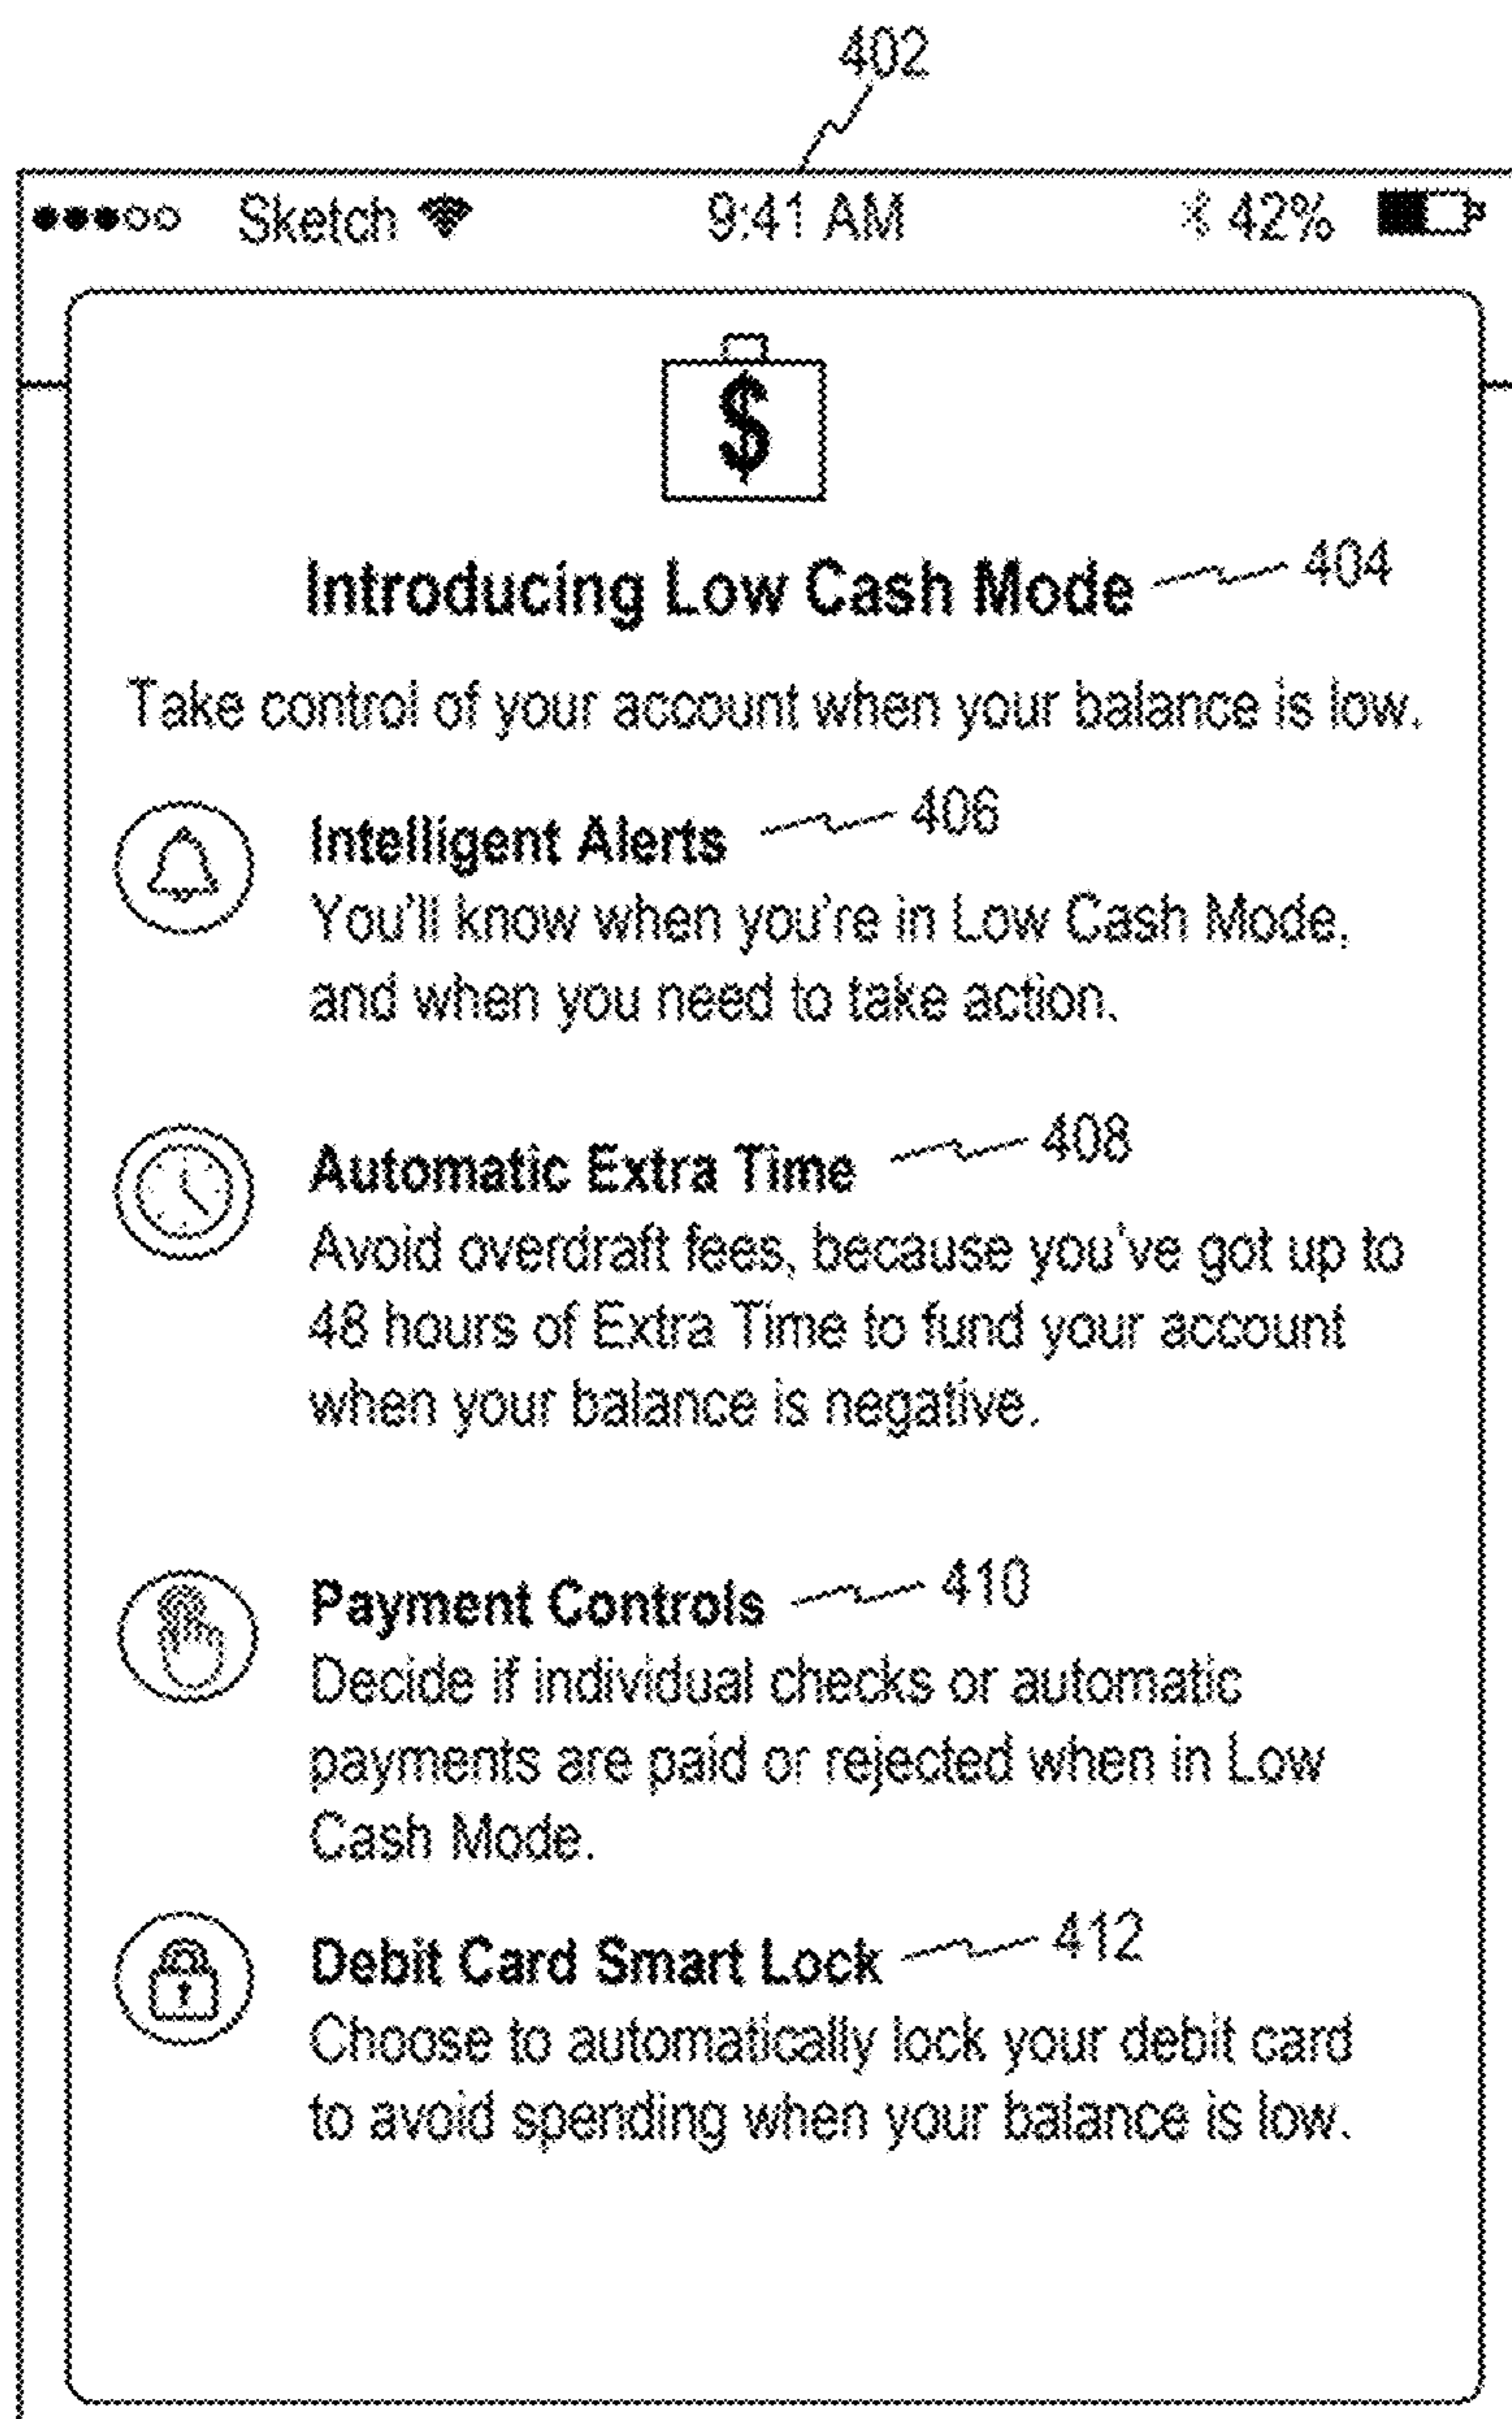 402
Sketch 9:41 AM 42%
$
Introducing Low Cash Mode 404
Take control of your account when your balance is low.
Intelligent Alerts 406
You'll know when you're in Low Cash Mode,
and when you need to take action.
Automatic Extra Time 408
Avoid overdraft fees, because you've got up to
48 hours of Extra Time to fund your account
when your balance is negative.
Payment Controls 410
Decide if individual checks or automatic
payments are paid or rejected when in Low
Cash Mode.
Debit Card Smart Lock 412
Choose to automatically lock your debit card
to avoid spending when your balance is low.